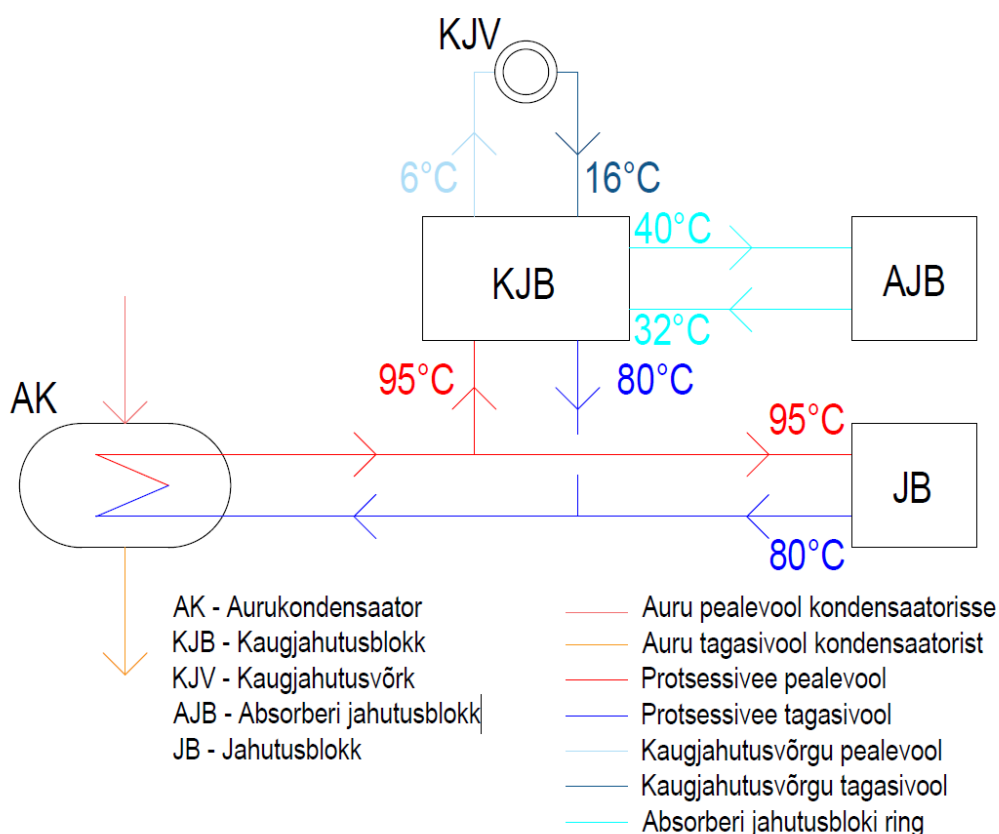 KJV
6°C
16°C
40°C
KJB
AJB
32°C
95°C
80°C
AK
95°C
JB
80°C
AK - Aurukondensaator
KJB - Kaugjahutusblokk
KJV - Kaugjahutusvõrk
AJB - Absorberi jahutusblokk
JB - Jahutusblokk
Auru pealevool kondensaatorisse
Auru tagasivool kondensaatorist
Protsessivee pealevool
Protsessivee tagasivool
Kaugjahutusvõrgu pealevool
Kaugjahutusvõrgu tagasivool
Absorberi jahutusbloki ring